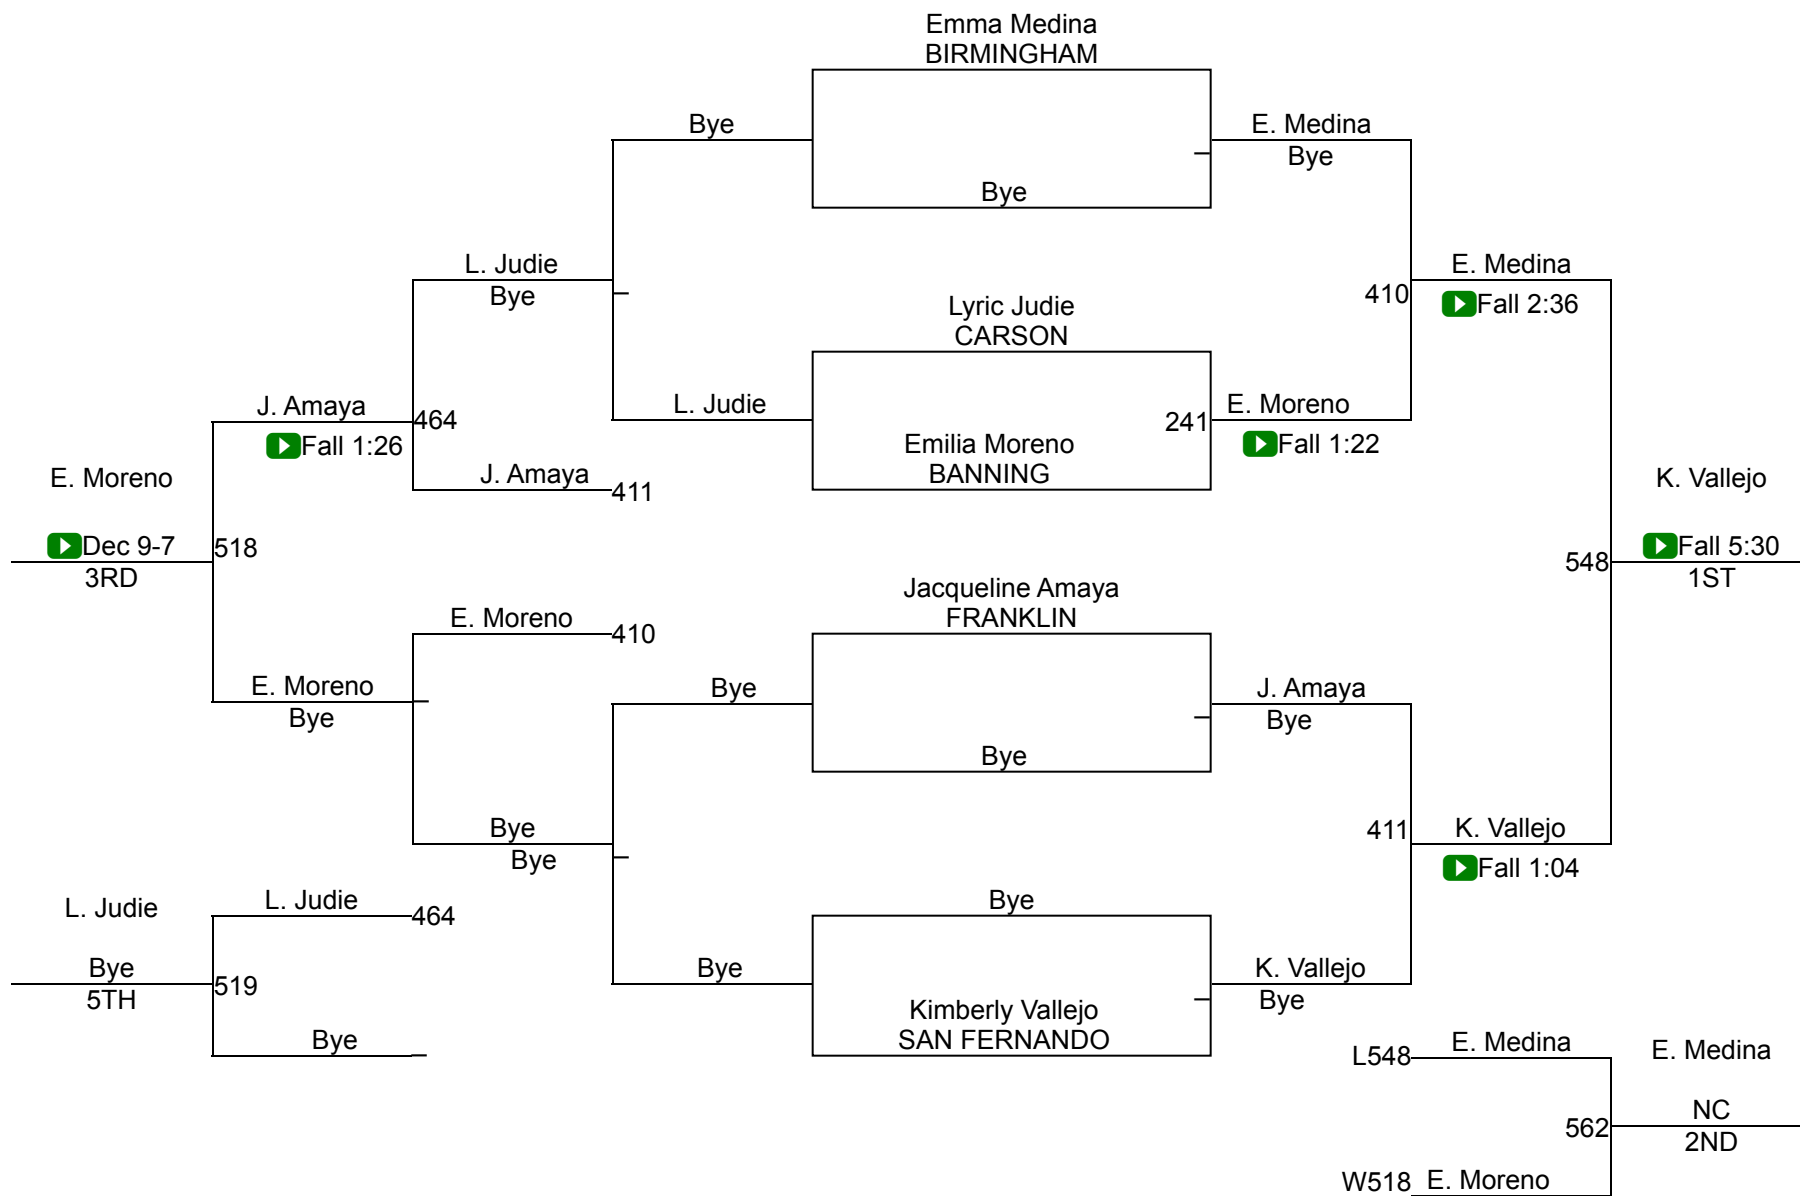 Emma Medina
BIRMINGHAM
Bye
E. Medina
Bye
Bye
L. Judie
Bye
E. Medina
410
Fall 2:36
Lyric Judie
CARSON
L. Judie
241
E. Moreno
Fall 1:22
Emilia Moreno
BANNING
J. Amaya
464
Fall 1:26
J. Amaya
411
E. Moreno
Dec 9-7
518
3RD
K. Vallejo
548
Fall 5:30
1ST
Jacqueline Amaya
FRANKLIN
E. Moreno
410
E. Moreno
Bye
Bye
J. Amaya
Bye
Bye
Bye
Bye
411
K. Vallejo
Fall 1:04
L. Judie
L. Judie
464
Bye
519
5TH
Bye
Bye
Bye
K. Vallejo
Bye
Kimberly Vallejo
SAN FERNANDO
L548
E. Medina
E. Medina
562
NC
2ND
W518
E. Moreno